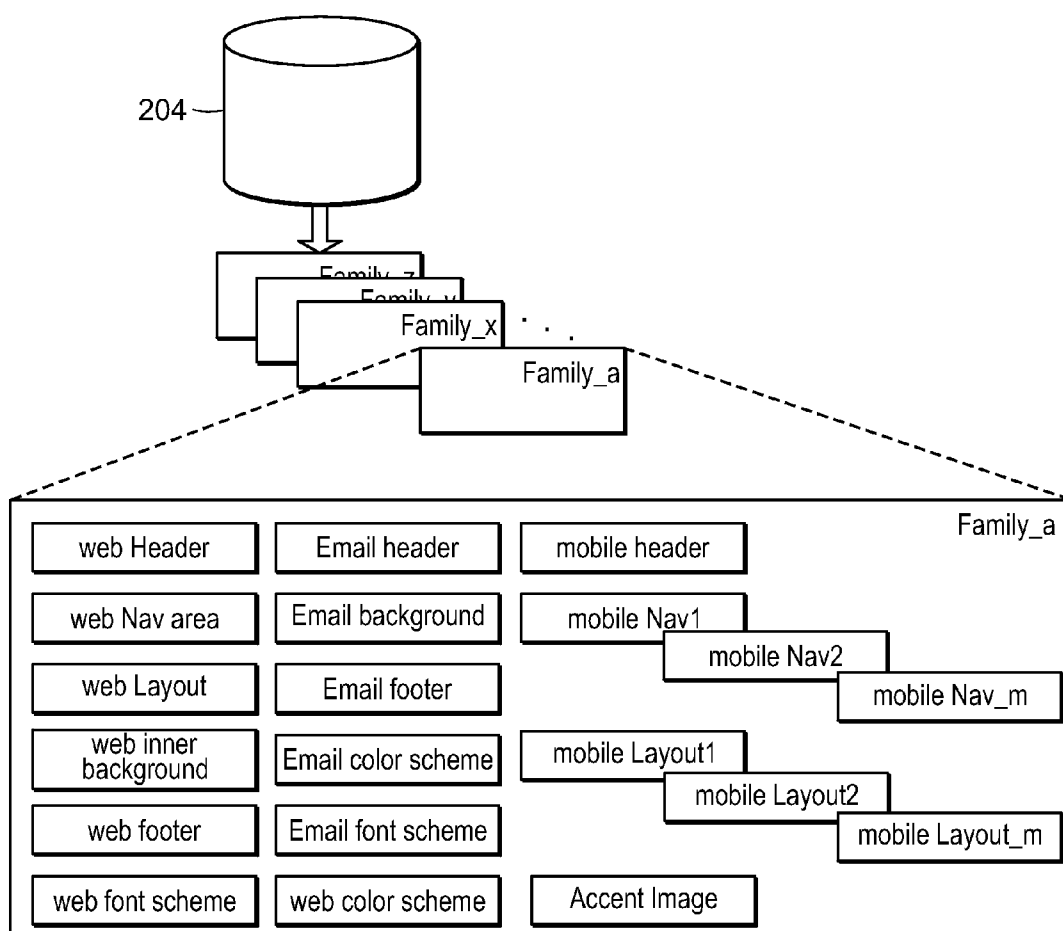 204
Family_z
Family_y
Family_x
. . .
Family_a
Family_a
web Header
Email header
mobile header
web Nav area
Email background
mobile Nav1
mobile Nav2
mobile Nav_m
web Layout
Email footer
web inner
background
Email color scheme
mobile Layout1
mobile Layout2
mobile Layout_m
web footer
Email font scheme
web font scheme
web color scheme
Accent Image